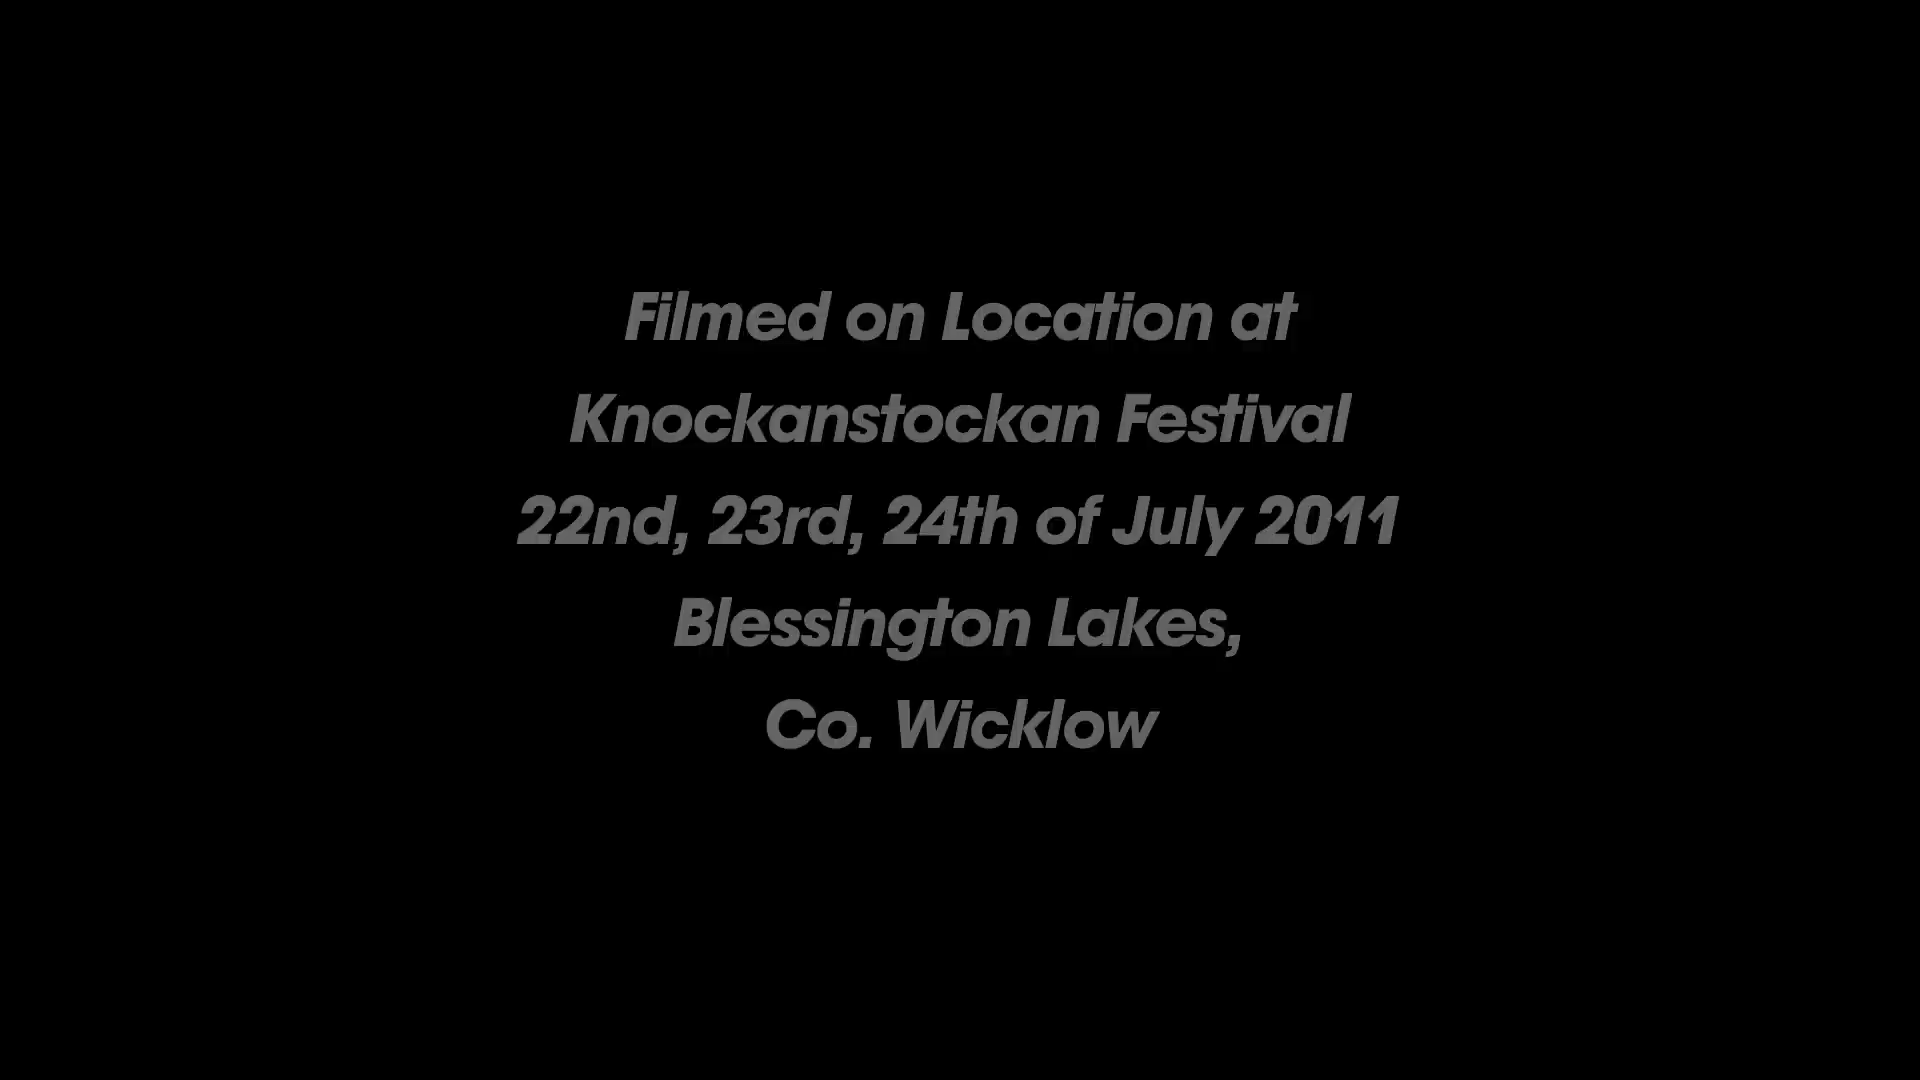 Filmed on Location at
Knockanstockan Festival
22nd, 23rd, 24th of July 2011
Blessington Lakes,
Co. Wicklow